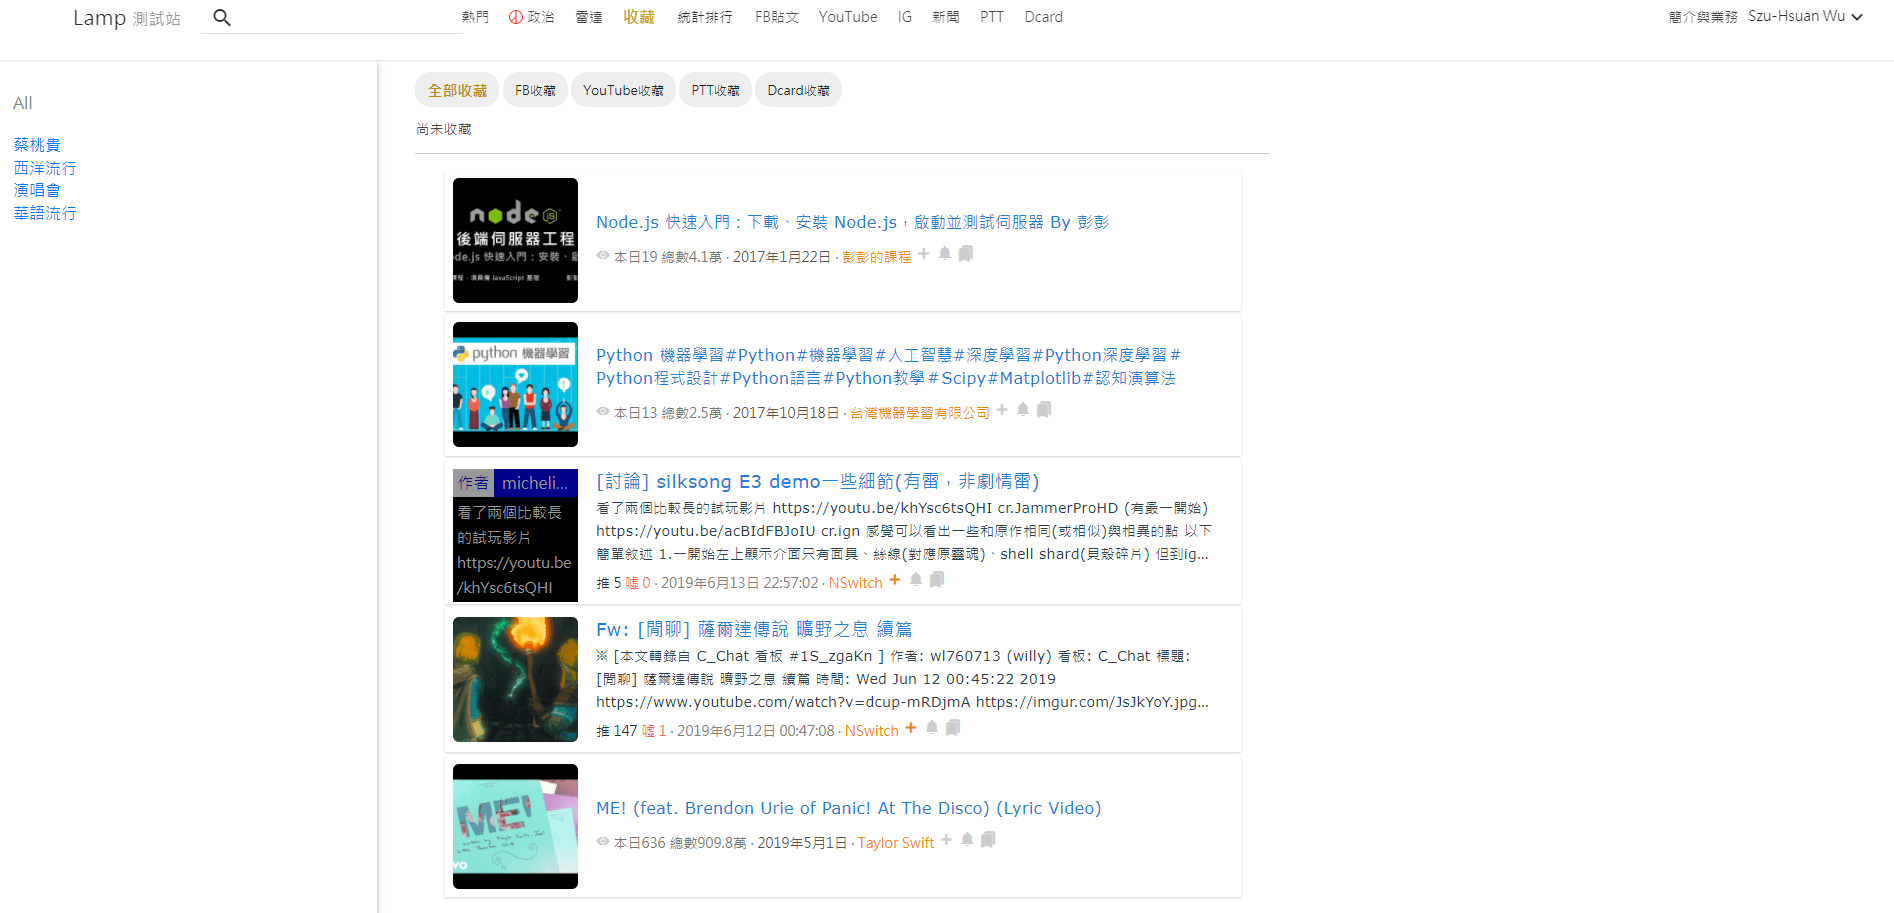 Lamp 測試站
熱門 政治 雷達 收藏 統計排行 FB貼文 YouTube IG 新聞 PTT Dcard
簡介與業務 Szu-Hsuan Wu
All
蔡桃貴
西洋流行
演唱會
華語流行
全部收藏 FB收藏 YouTube收藏 PTT收藏 Dcard收藏
尚未收藏
node js
後端伺服器工程
de.js 快速入門：安裝、啟
Node.js 快速入門：下載、安裝 Node.js，啟動並測試伺服器 By 彭彭
本日19 總數4.1萬 · 2017年1月22日 · 彭彭的課程
python 機器學習
Python 機器學習#Python#機器學習#人工智慧#深度學習#Python深度學習#
Python程式設計#Python語言#Python教學#Scipy#Matplotlib#認知演算法
本日13 總數2.5萬 · 2017年10月18日 · 台灣機器學習有限公司
作者 micheli...
看了兩個比較長
的試玩影片
https://youtu.be
/khYsc6tsQHI
[討論] silksong E3 demo一些細節(有雷，非劇情雷)
看了兩個比較長的試玩影片 https://youtu.be/khYsc6tsQHI cr.JammerProHD (有最一開始)
https://youtu.be/acBIdFBJoIU cr.ign 感覺可以看出一些和原作相同(或相似)與相異的點 以下
簡單敘述 1.一開始左上顯示介面只有面具、絲線(對應原靈魂)、shell shard(貝殼碎片) 但到ig...
推 5 噓 0 · 2019年6月13日 22:57:02 · NSwitch
Fw: [閒聊] 薩爾達傳說 曠野之息 續篇
※ [本文轉錄自 C_Chat 看板 #1S_zgaKn ] 作者: wl760713 (willy) 看板: C_Chat 標題:
[閒聊] 薩爾達傳說 曠野之息 續篇 時間: Wed Jun 12 00:45:22 2019
https://www.youtube.com/watch?v=dcup-mRDjmA https://imgur.com/JsJkYoY.jpg...
推 147 噓 1 · 2019年6月12日 00:47:08 · NSwitch
ME!
ME! (feat. Brendon Urie of Panic! At The Disco) (Lyric Video)
本日636 總數909.8萬 · 2019年5月1日 · Taylor Swift